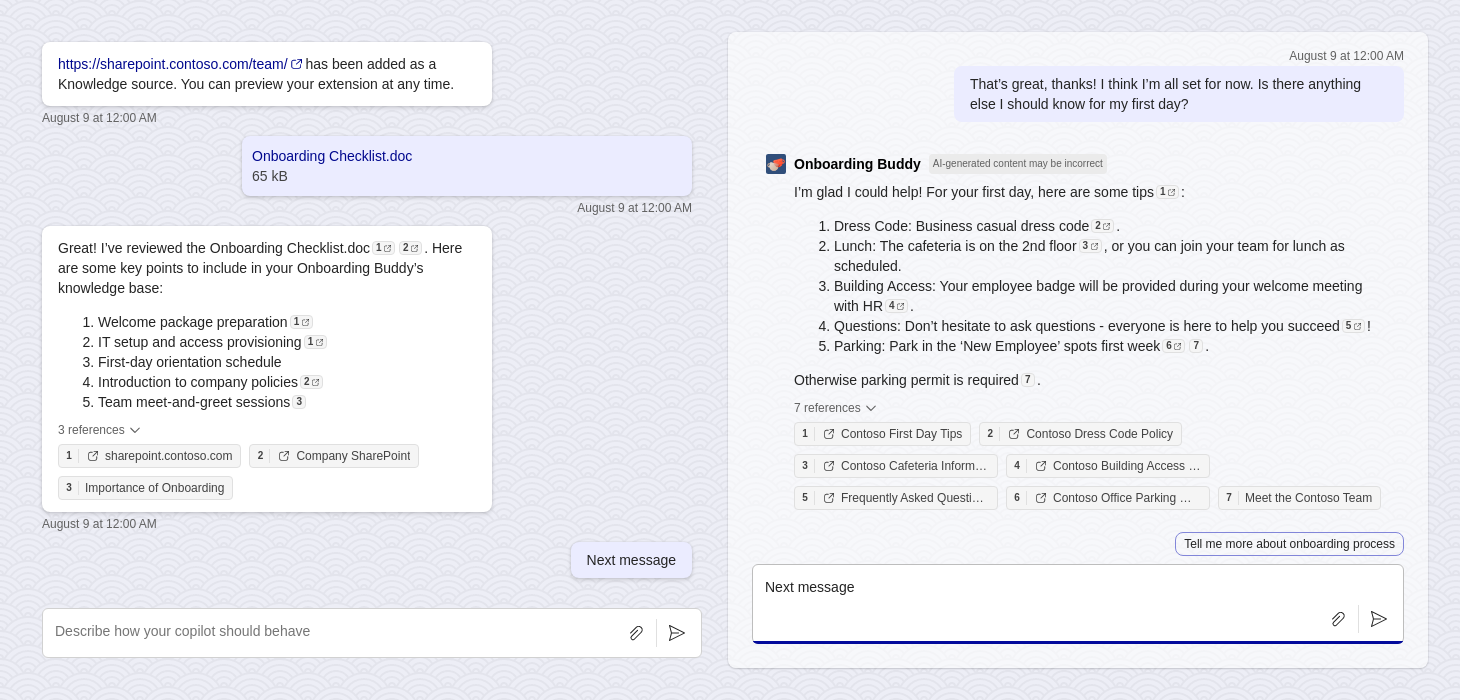 https://sharepoint.contoso.com/team/ has been added as a
Knowledge source. You can preview your extension at any time.
August 9 at 12:00 AM
Onboarding Checklist.doc
65 kB
August 9 at 12:00 AM
Great! I’ve reviewed the Onboarding Checklist.doc 1 2 . Here
are some key points to include in your Onboarding Buddy’s
knowledge base:
1. Welcome package preparation 1
2. IT setup and access provisioning 1
3. First-day orientation schedule
4. Introduction to company policies 2
5. Team meet-and-greet sessions 3
3 references
1 sharepoint.contoso.com 2 Company SharePoint
3 Importance of Onboarding
August 9 at 12:00 AM
Next message
Describe how your copilot should behave
August 9 at 12:00 AM
That’s great, thanks! I think I’m all set for now. Is there anything
else I should know for my first day?
Onboarding Buddy AI-generated content may be incorrect
I’m glad I could help! For your first day, here are some tips 1 :
1. Dress Code: Business casual dress code 2 .
2. Lunch: The cafeteria is on the 2nd floor 3 , or you can join your team for lunch as
scheduled.
3. Building Access: Your employee badge will be provided during your welcome meeting
with HR 4 .
4. Questions: Don’t hesitate to ask questions - everyone is here to help you succeed 5 !
5. Parking: Park in the ‘New Employee’ spots first week 6 7 .
Otherwise parking permit is required 7 .
7 references
1 Contoso First Day Tips 2 Contoso Dress Code Policy
3 Contoso Cafeteria Inform… 4 Contoso Building Access …
5 Frequently Asked Questi… 6 Contoso Office Parking … 7 Meet the Contoso Team
Tell me more about onboarding process
Next message